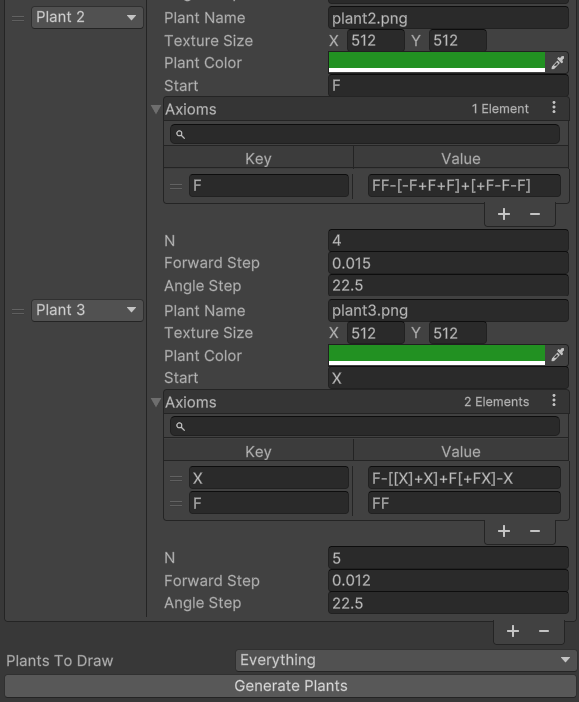 Plant 2
Plant Name plant2.png
Texture Size X 512 Y 512
Plant Color
Start F
Axioms 1 Element
Key Value
F FF-[-F+F+F]+[+F-F-F]
+ −
N 4
Forward Step 0.015
Angle Step 22.5
Plant 3
Plant Name plant3.png
Texture Size X 512 Y 512
Plant Color
Start X
Axioms 2 Elements
Key Value
X F-[[X]+X]+F[+FX]-X
F FF
+ −
N 5
Forward Step 0.012
Angle Step 22.5
+ −
Plants To Draw Everything
Generate Plants